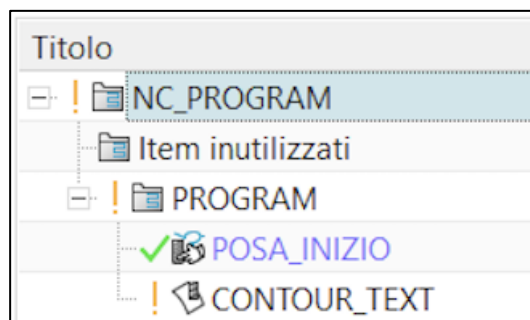 Titolo
NC_PROGRAM
Item inutilizzati
PROGRAM
POSA_INIZIO
CONTOUR_TEXT